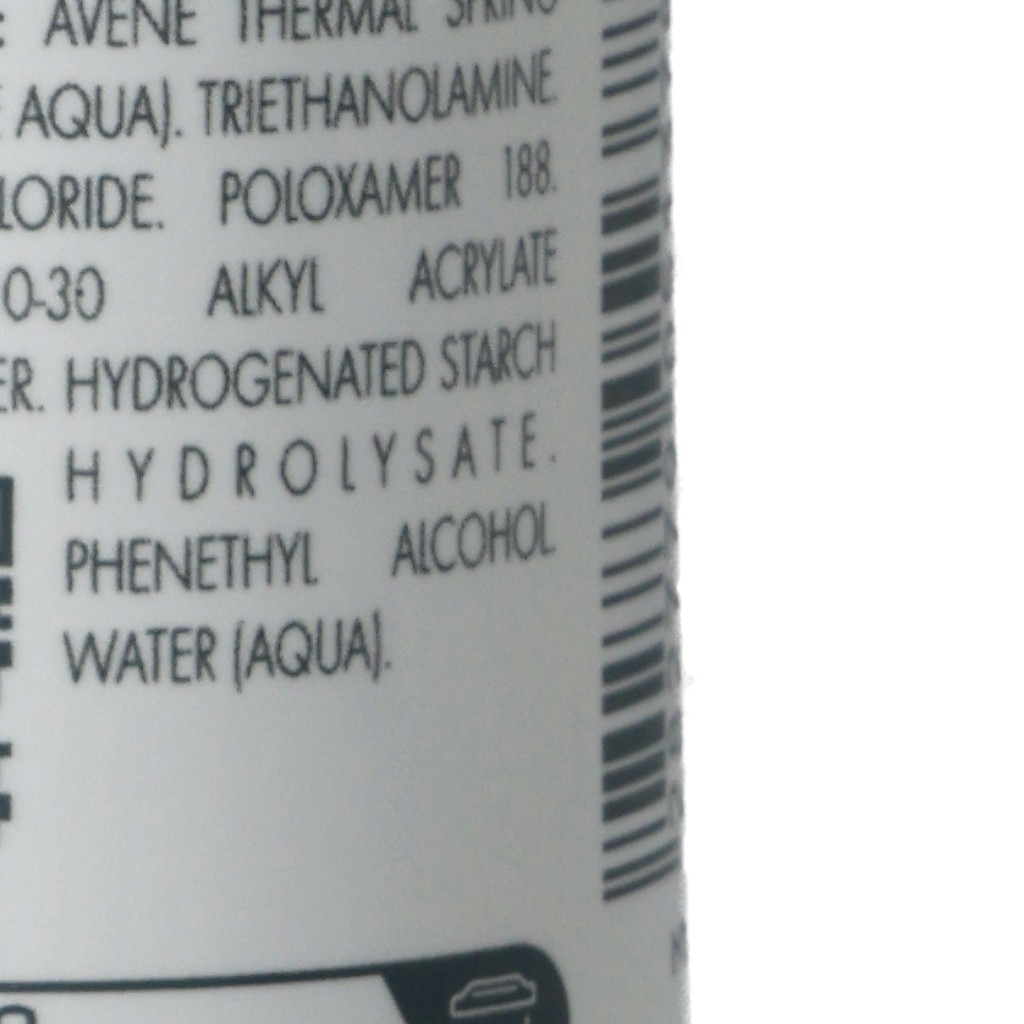 : AVENE THERMAL SPRING
AQUA). TRIETHANOLAMINE.
LORIDE. POLOXAMER 188.
0-30 ALKYL ACRYLATE
ER. HYDROGENATED STARCH
HYDROLYSATE.
PHENETHYL ALCOHOL
WATER (AQUA).